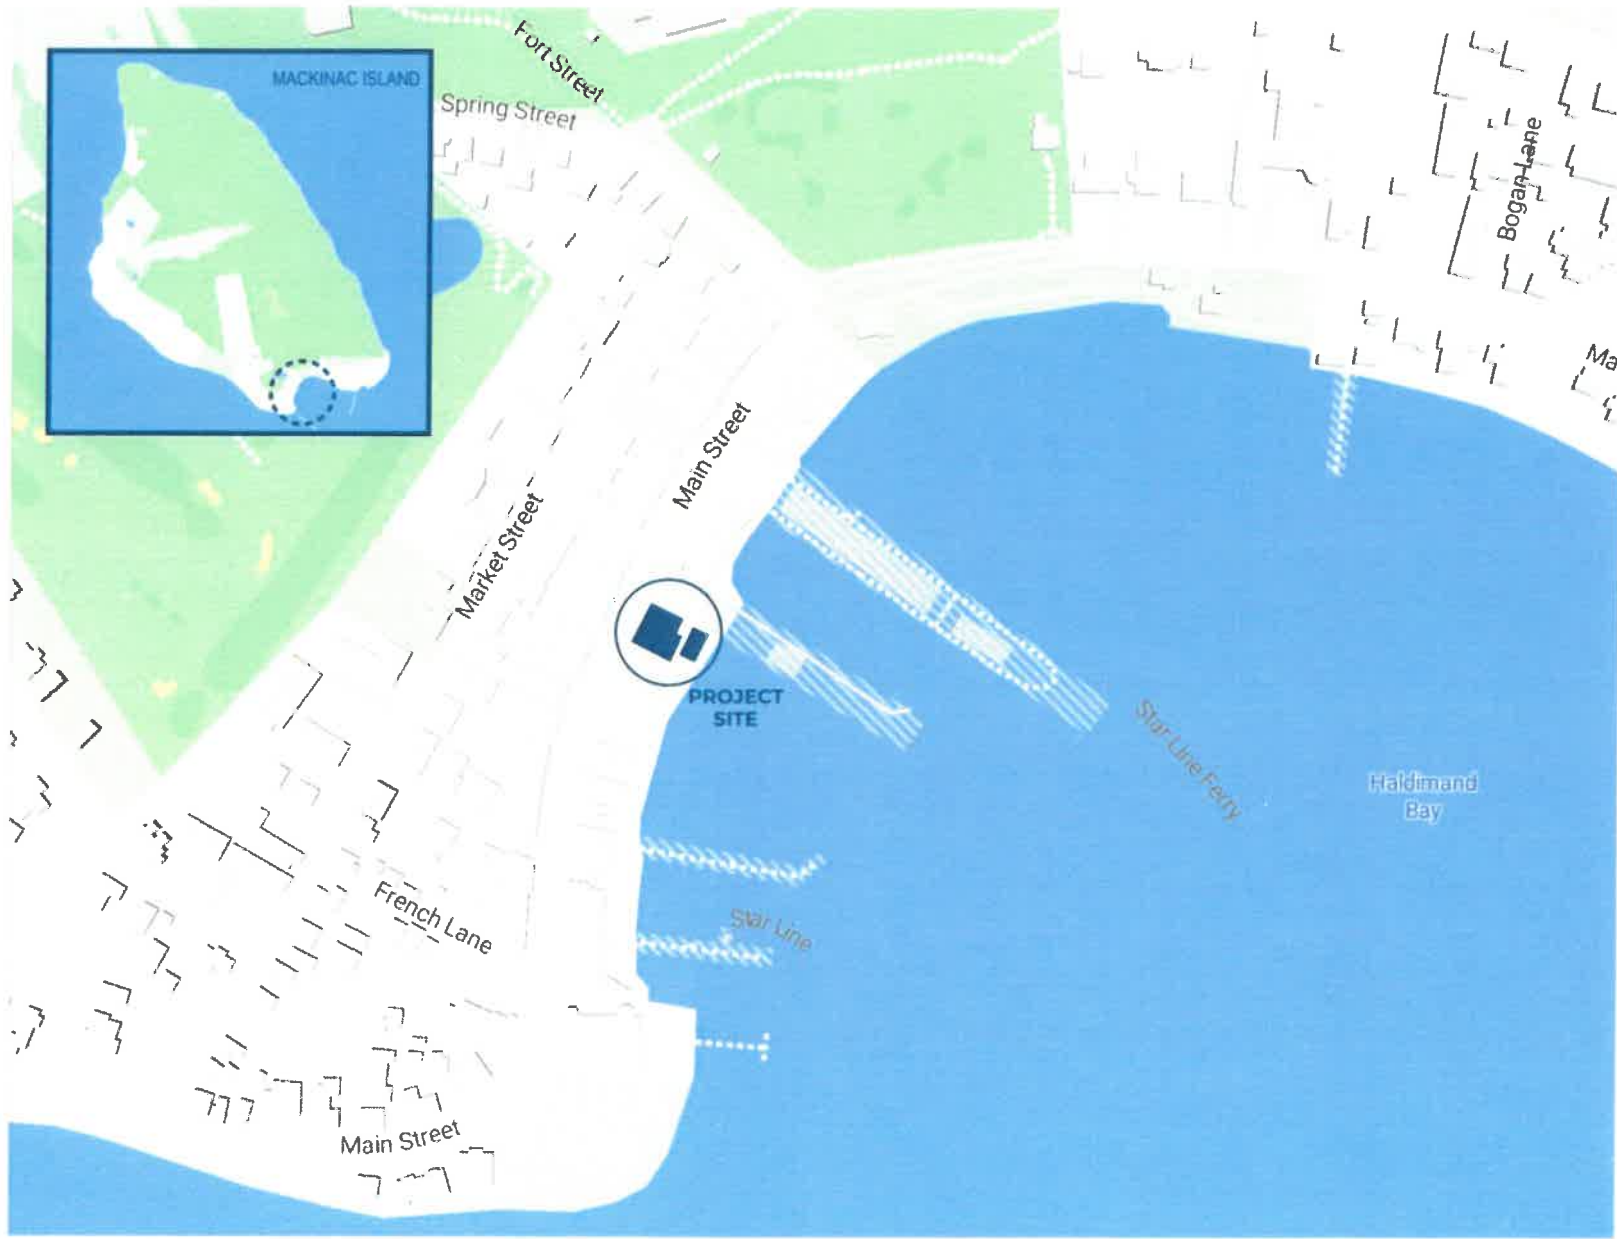 Fort Street
MACKINAC ISLAND
Spring Street
Bogan Lane
Ma
Main Street
Market Street
PROJECT
SITE
Star Line Ferry
Haldimand
Bay
French Lane
Star Line
Main Street